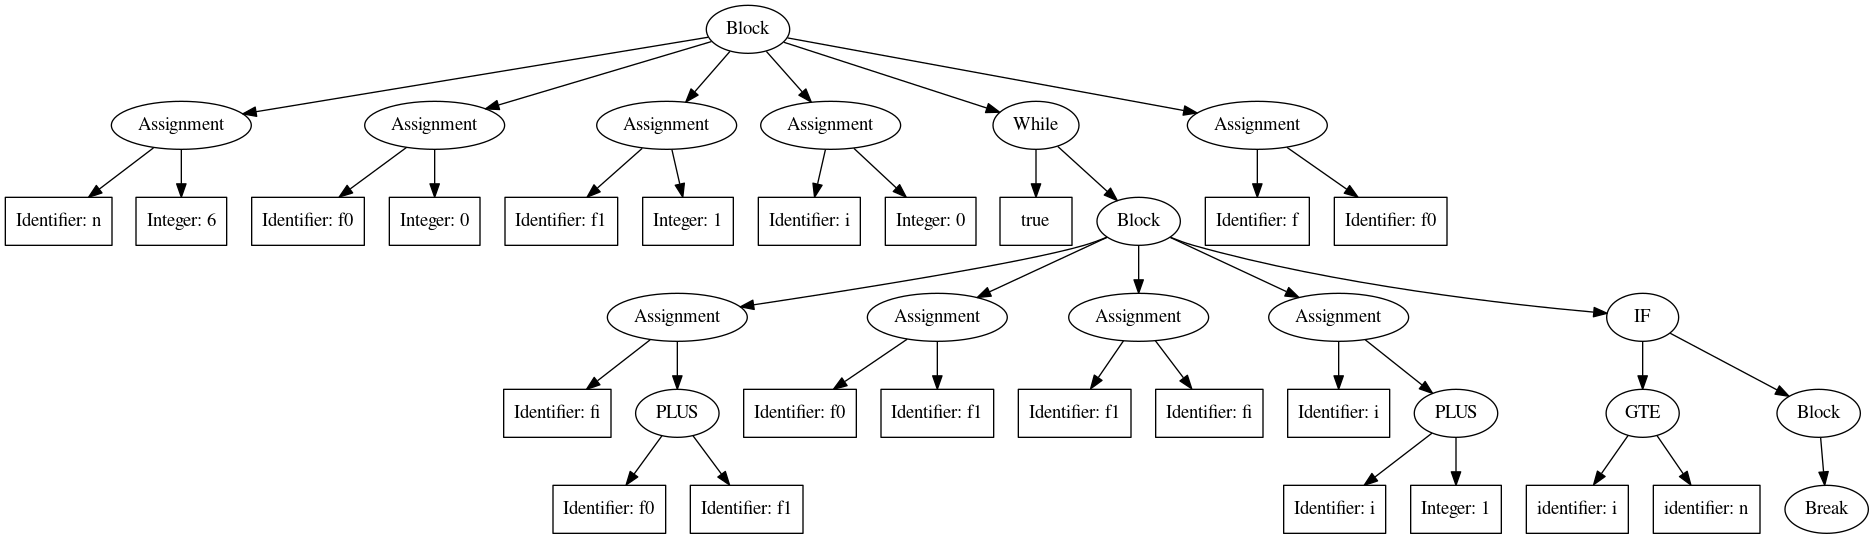 Block
Assignment
Assignment
Assignment
Assignment
While
Assignment
Identifier: n
Integer: 6
Identifier: f0
Integer: 0
Identifier: f1
Integer: 1
Identifier: i
Integer: 0
true
Block
Identifier: f
Identifier: f0
Assignment
Assignment
Assignment
Assignment
IF
Identifier: fi
PLUS
Identifier: f0
Identifier: f1
Identifier: f1
Identifier: fi
Identifier: i
PLUS
GTE
Block
Identifier: f0
Identifier: f1
Identifier: i
Integer: 1
identifier: i
identifier: n
Break